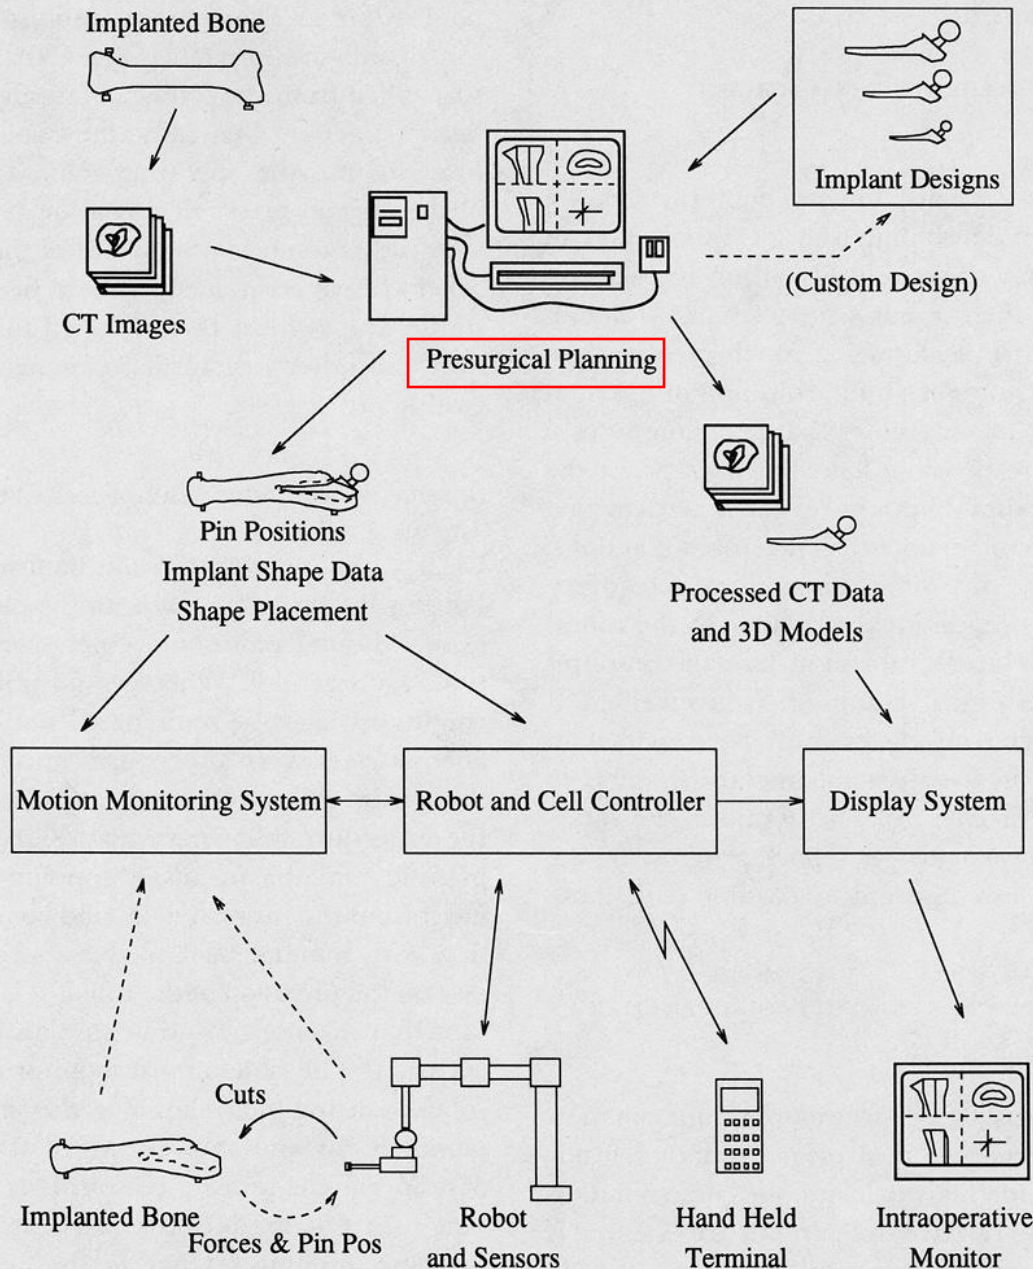 Implanted Bone
Implant Designs
(Custom Design)
CT Images
Presurgical Planning
Pin Positions
Implant Shape Data
Shape Placement
Processed CT Data
and 3D Models
Motion Monitoring System
Robot and Cell Controller
Display System
Cuts
Implanted Bone
Forces & Pin Pos
Robot
and Sensors
Hand Held
Terminal
Intraoperative
Monitor